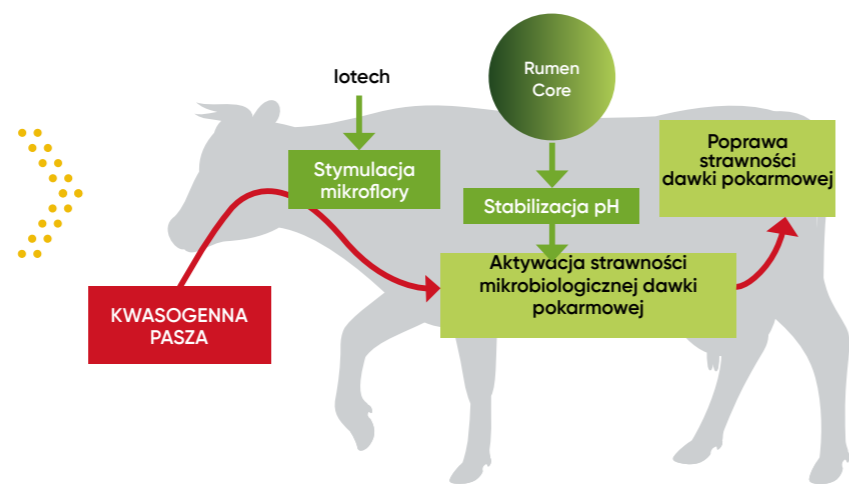 Iotech
Rumen
Core
Stymulacja
mikroflory
Stabilizacja pH
Poprawa
strawności
dawki pokarmowej
Aktywacja strawności
mikrobiologicznej dawki
pokarmowej
KWASOGENNA
PASZA